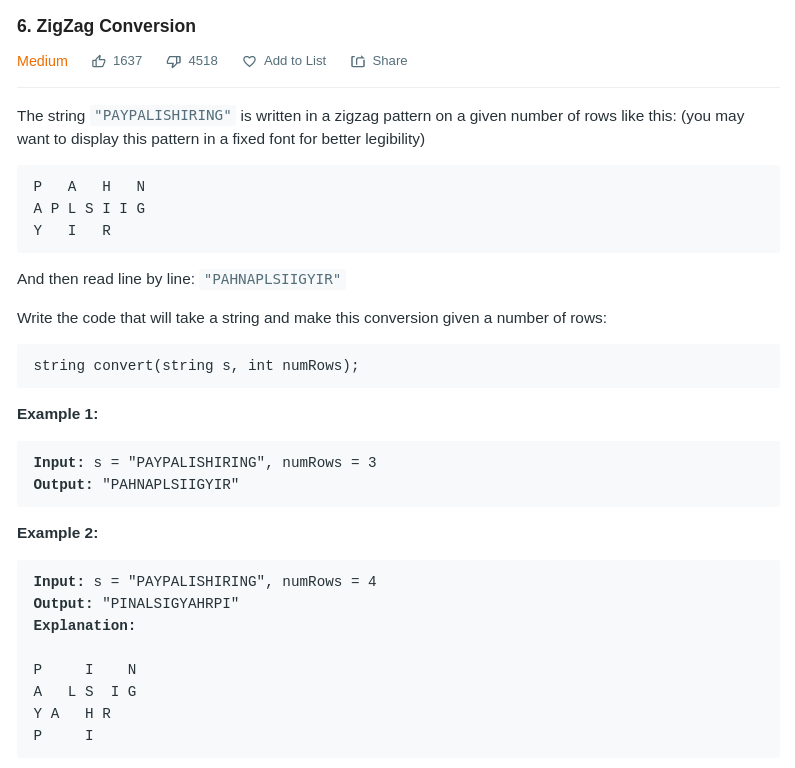 6. ZigZag Conversion
Medium 1637 4518 Add to List Share
The string "PAYPALISHIRING" is written in a zigzag pattern on a given number of rows like this: (you may
want to display this pattern in a fixed font for better legibility)
P   A   H   N
A P L S I I G
Y   I   R
And then read line by line: "PAHNAPLSIIGYIR"
Write the code that will take a string and make this conversion given a number of rows:
string convert(string s, int numRows);
Example 1:
Input: s = "PAYPALISHIRING", numRows = 3
Output: "PAHNAPLSIIGYIR"
Example 2:
Input: s = "PAYPALISHIRING", numRows = 4
Output: "PINALSIGYAHRPI"
Explanation:
P     I    N
A   L S  I G
Y A   H R
P     I